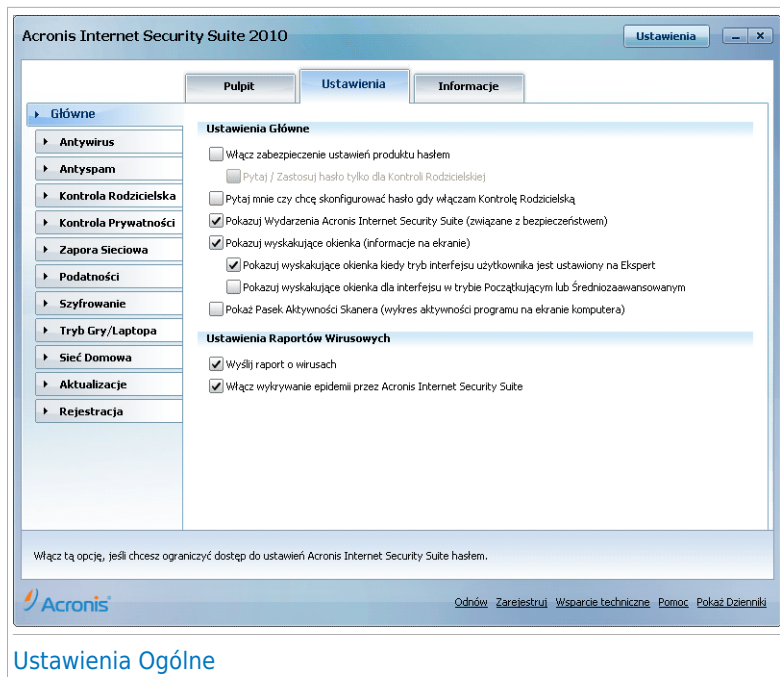 Acronis Internet Security Suite 2010
Ustawienia
Pulpit
Ustawienia
Informacje
Główne
Antywirus
Antyspam
Kontrola Rodzicielska
Kontrola Prywatności
Zapora Sieciowa
Podatności
Szyfrowanie
Tryb Gry/Laptopa
Sieć Domowa
Aktualizacje
Rejestracja
Ustawienia Główne
Włącz zabezpieczenie ustawień produktu hasłem
Pytaj / Zastosuj hasło tylko dla Kontroli Rodzicielskiej
Pytaj mnie czy chcę skonfigurować hasło gdy włączam Kontrolę Rodzicielską
Pokazuj Wydarzenia Acronis Internet Security Suite (związane z bezpieczeństwem)
Pokazuj wyskakujące okienka (informacje na ekranie)
Pokazuj wyskakujące okienka kiedy tryb interfejsu użytkownika jest ustawiony na Ekspert
Pokazuj wyskakujące okienka dla interfejsu w trybie Początkującym lub Średniozaawansowanym
Pokaż Pasek Aktywności Skanera (wykres aktywności programu na ekranie komputera)
Ustawienia Raportów Wirusowych
Wyślij raport o wirusach
Włącz wykrywanie epidemii przez Acronis Internet Security Suite
Włącz tą opcję, jeśli chcesz ograniczyć dostęp do ustawień Acronis Internet Security Suite hasłem.
Acronis
Odnów Zarejestruj Wsparcie techniczne Pomoc Pokaż Dzienniki
Ustawienia Ogólne